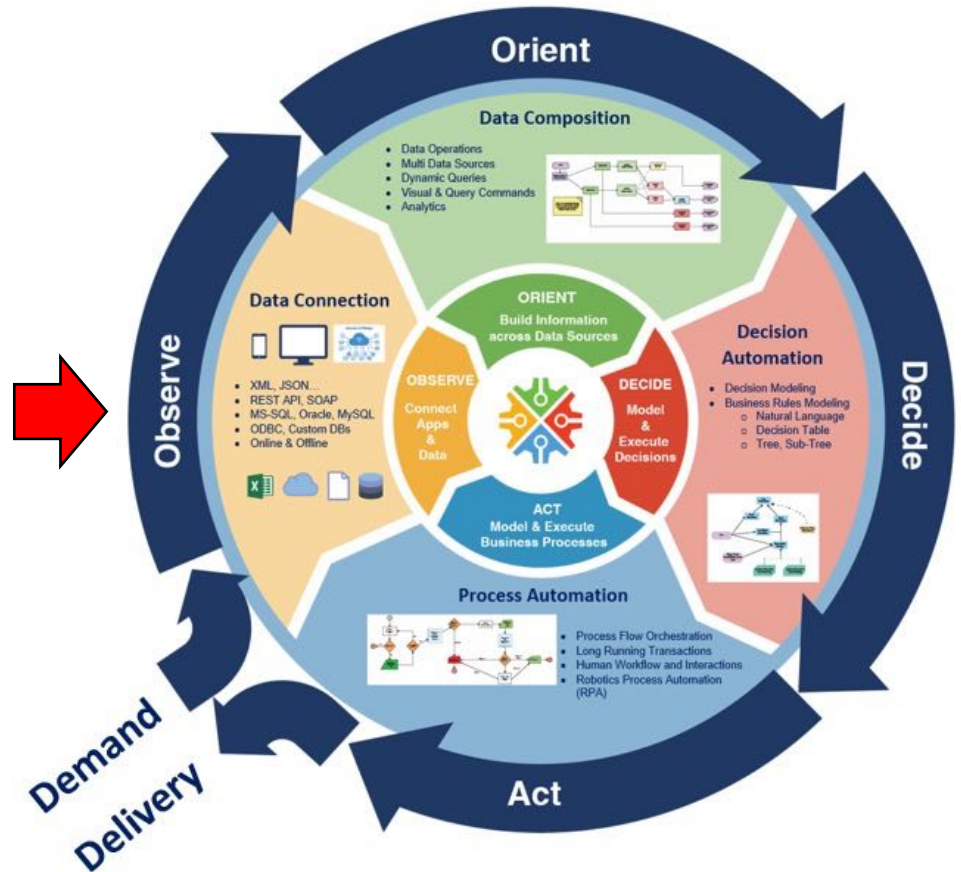 Orient
Data Composition
Data Operations
Multi Data Sources
Dynamic Queries
Visual & Query Commands
Analytics
Observe
Data Connection
XML, JSON...
REST API, SOAP
MS-SQL, Oracle, MySQL
ODBC, Custom DBs
Online & Offline
ORIENT
Build Information
across Data Sources
OBSERVE
Connect
Apps
&
Data
DECIDE
Model
&
Execute
Decisions
ACT
Model & Execute
Business Processes
Decision
Automation
Decision Modeling
Business Rules Modeling
Natural Language
Decision Table
Tree, Sub-Tree
Decide
Process Automation
Process Flow Orchestration
Long Running Transactions
Human Workflow and Interactions
Robotics Process Automation
(RPA)
Act
Demand
Delivery